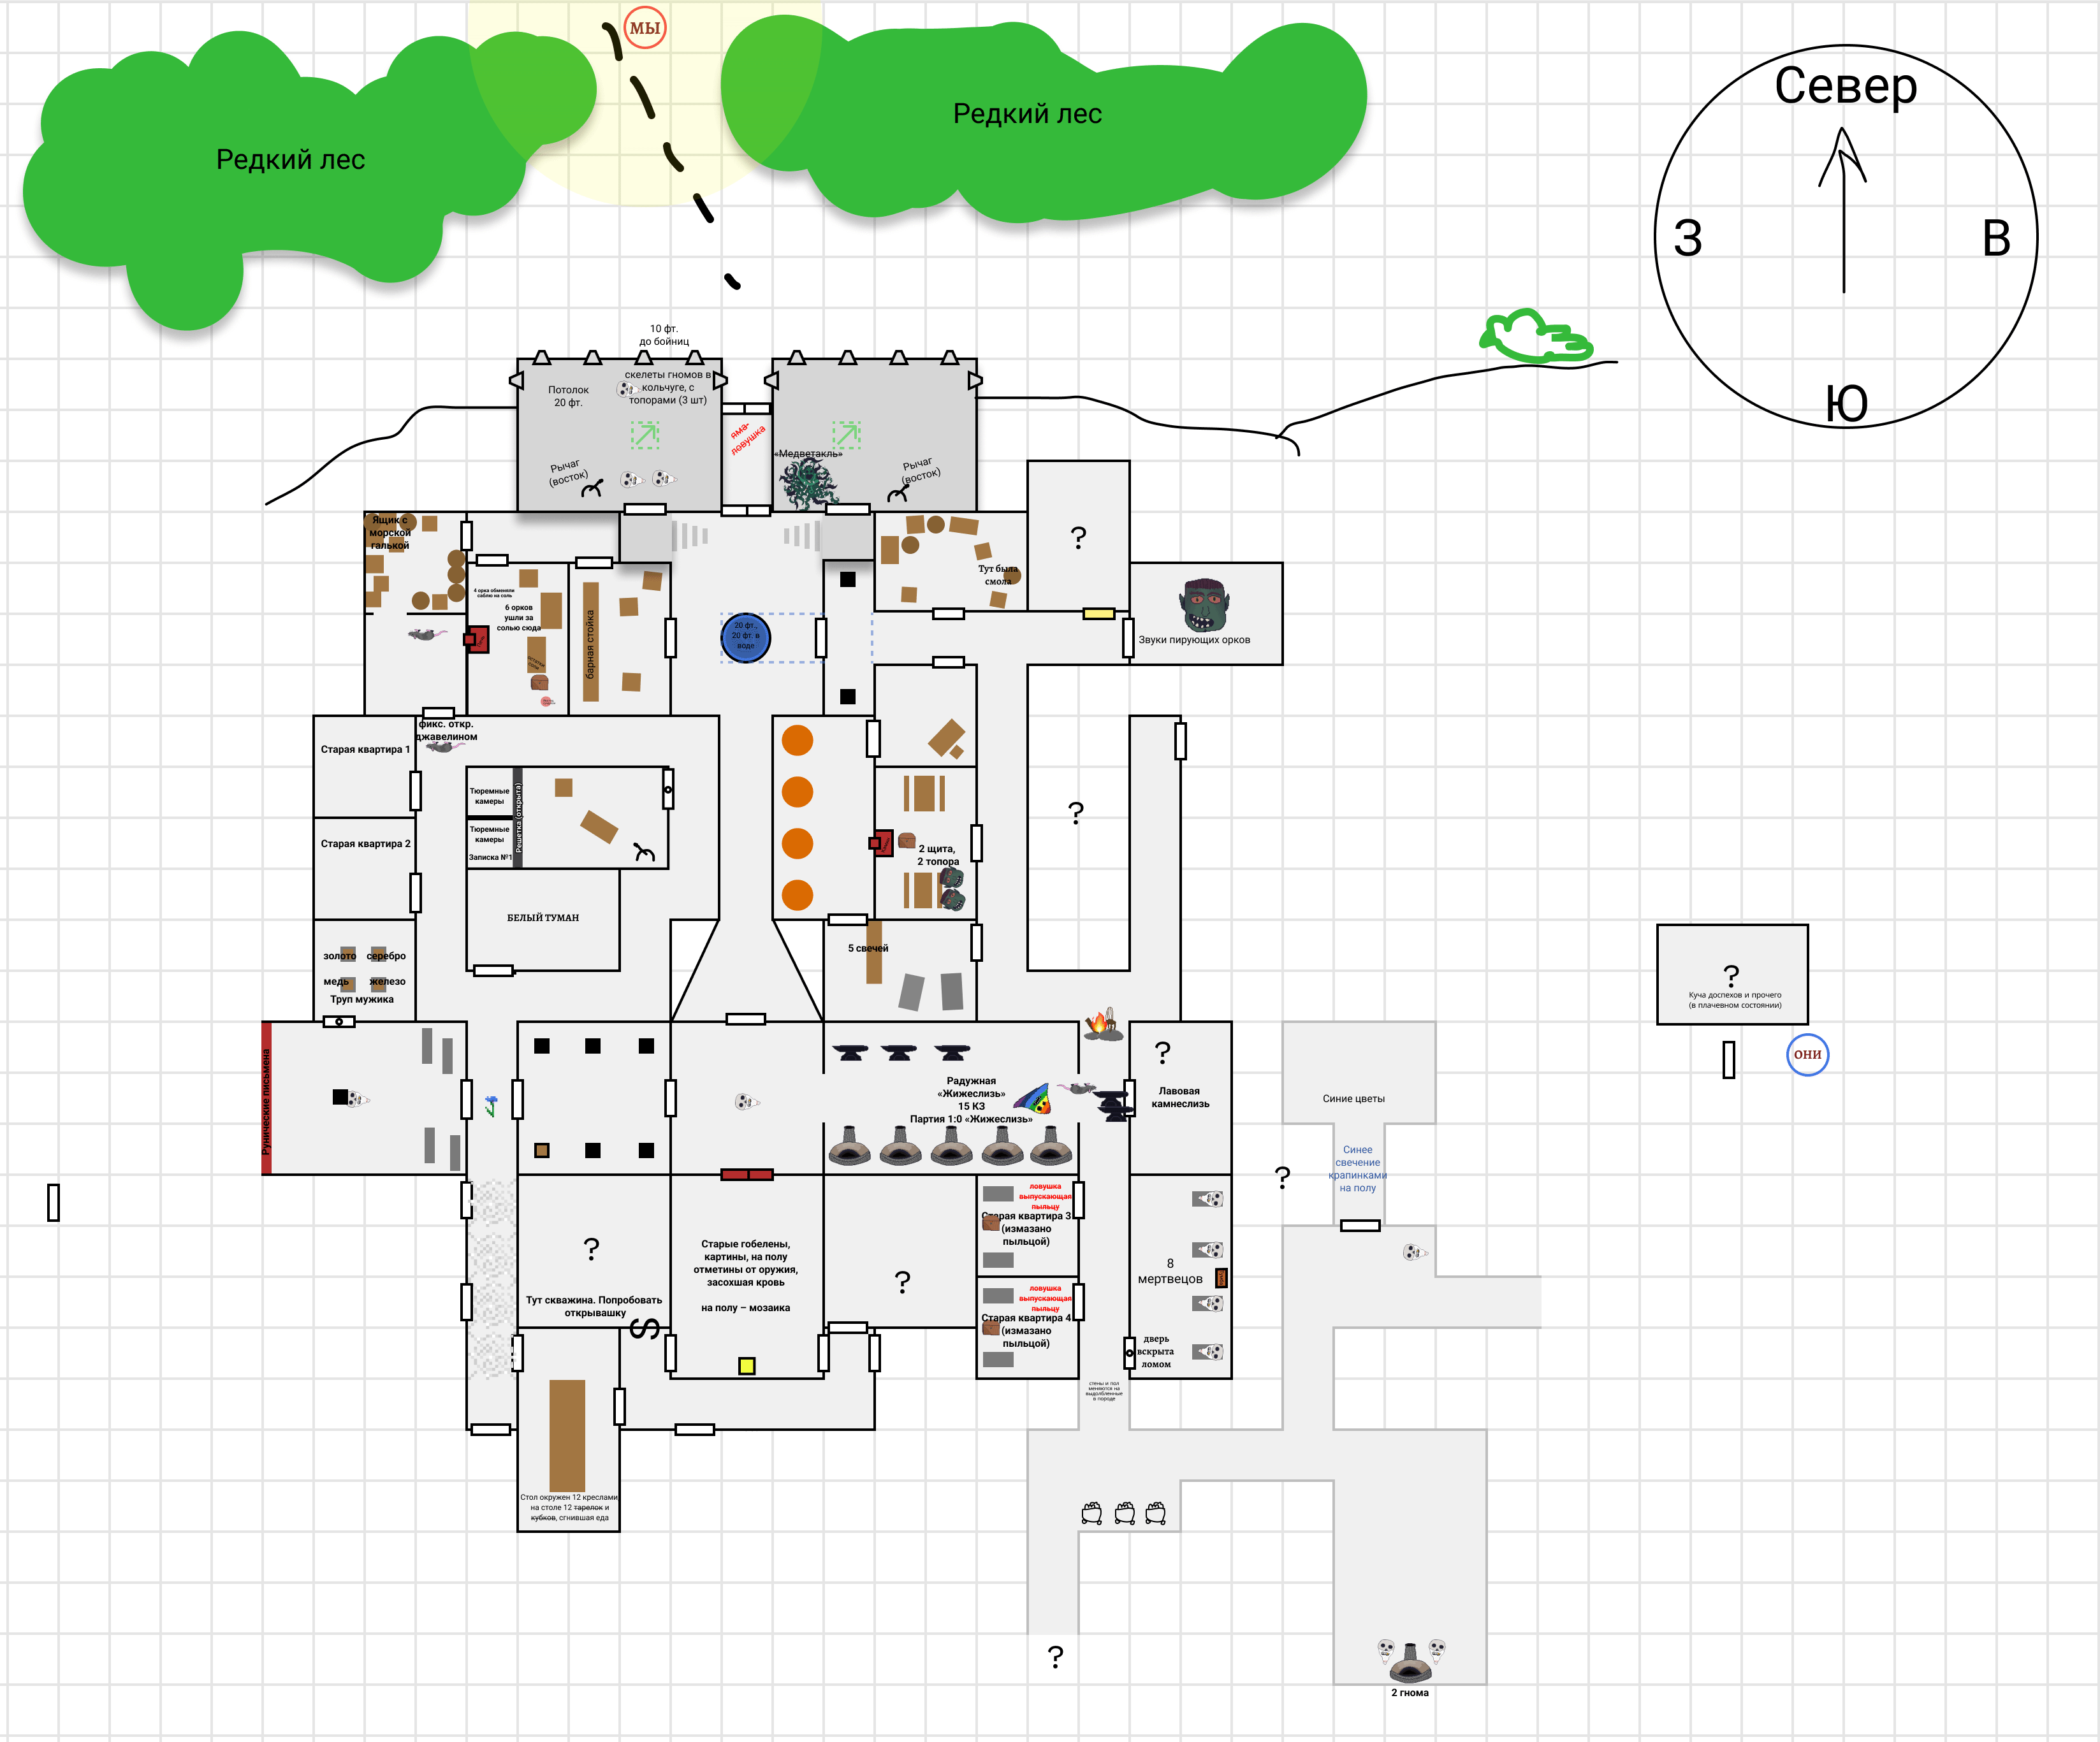 МЫ
Редкий лес
Редкий лес
Север
З
В
Ю
10 фт.
до бойниц
Потолок
20 фт.
скелеты гномов в
кольчуге, с
топорами (3 шт)
яма-
ловушка
Рычаг
(восток)
«Медветакль»
Рычаг
(восток)
Ящик с
морской
галькой
4 орка обменяли
саблю на соль
6 орков
ушли за
солью сюда
барная стойка
20 фт.,
20 фт. в
воде
Тут была
смола
?
Звуки пирующих орков
фикс. откр.
джавелином
Старая квартира 1
Старая квартира 2
Тюремные
камеры
Тюремные
камеры
Записка №1
Решетка (открыта)
2 щита,
2 топора
?
БЕЛЫЙ ТУМАН
5 свечей
золото
серебро
медь
железо
Труп мужика
?
Куча доспехов и прочего
(в плачевном состоянии)
ОНИ
Рунические письмена
Радужная
«Жижеслизь»
15 КЗ
Партия 1:0 «Жижеслизь»
?
Лавовая
камнеслизь
Синие цветы
Синее
свечение
крапинками
на полу
?
?
Тут скважина. Попробовать
открывашку
S
Старые гобелены,
картины, на полу
отметины от оружия,
засохшая кровь
на полу – мозаика
?
ловушка
выпускающая
пыльцу
Старая квартира 3
(измазано
пыльцой)
ловушка
выпускающая
пыльцу
Старая квартира 4
(измазано
пыльцой)
8
мертвецов
дверь
вскрыта
ломом
стены и пол
меняются на
выдолбленные
в породе
Стол окружен 12 креслами,
на столе 12 тарелок и
кубков, сгнившая еда
?
2 гнома